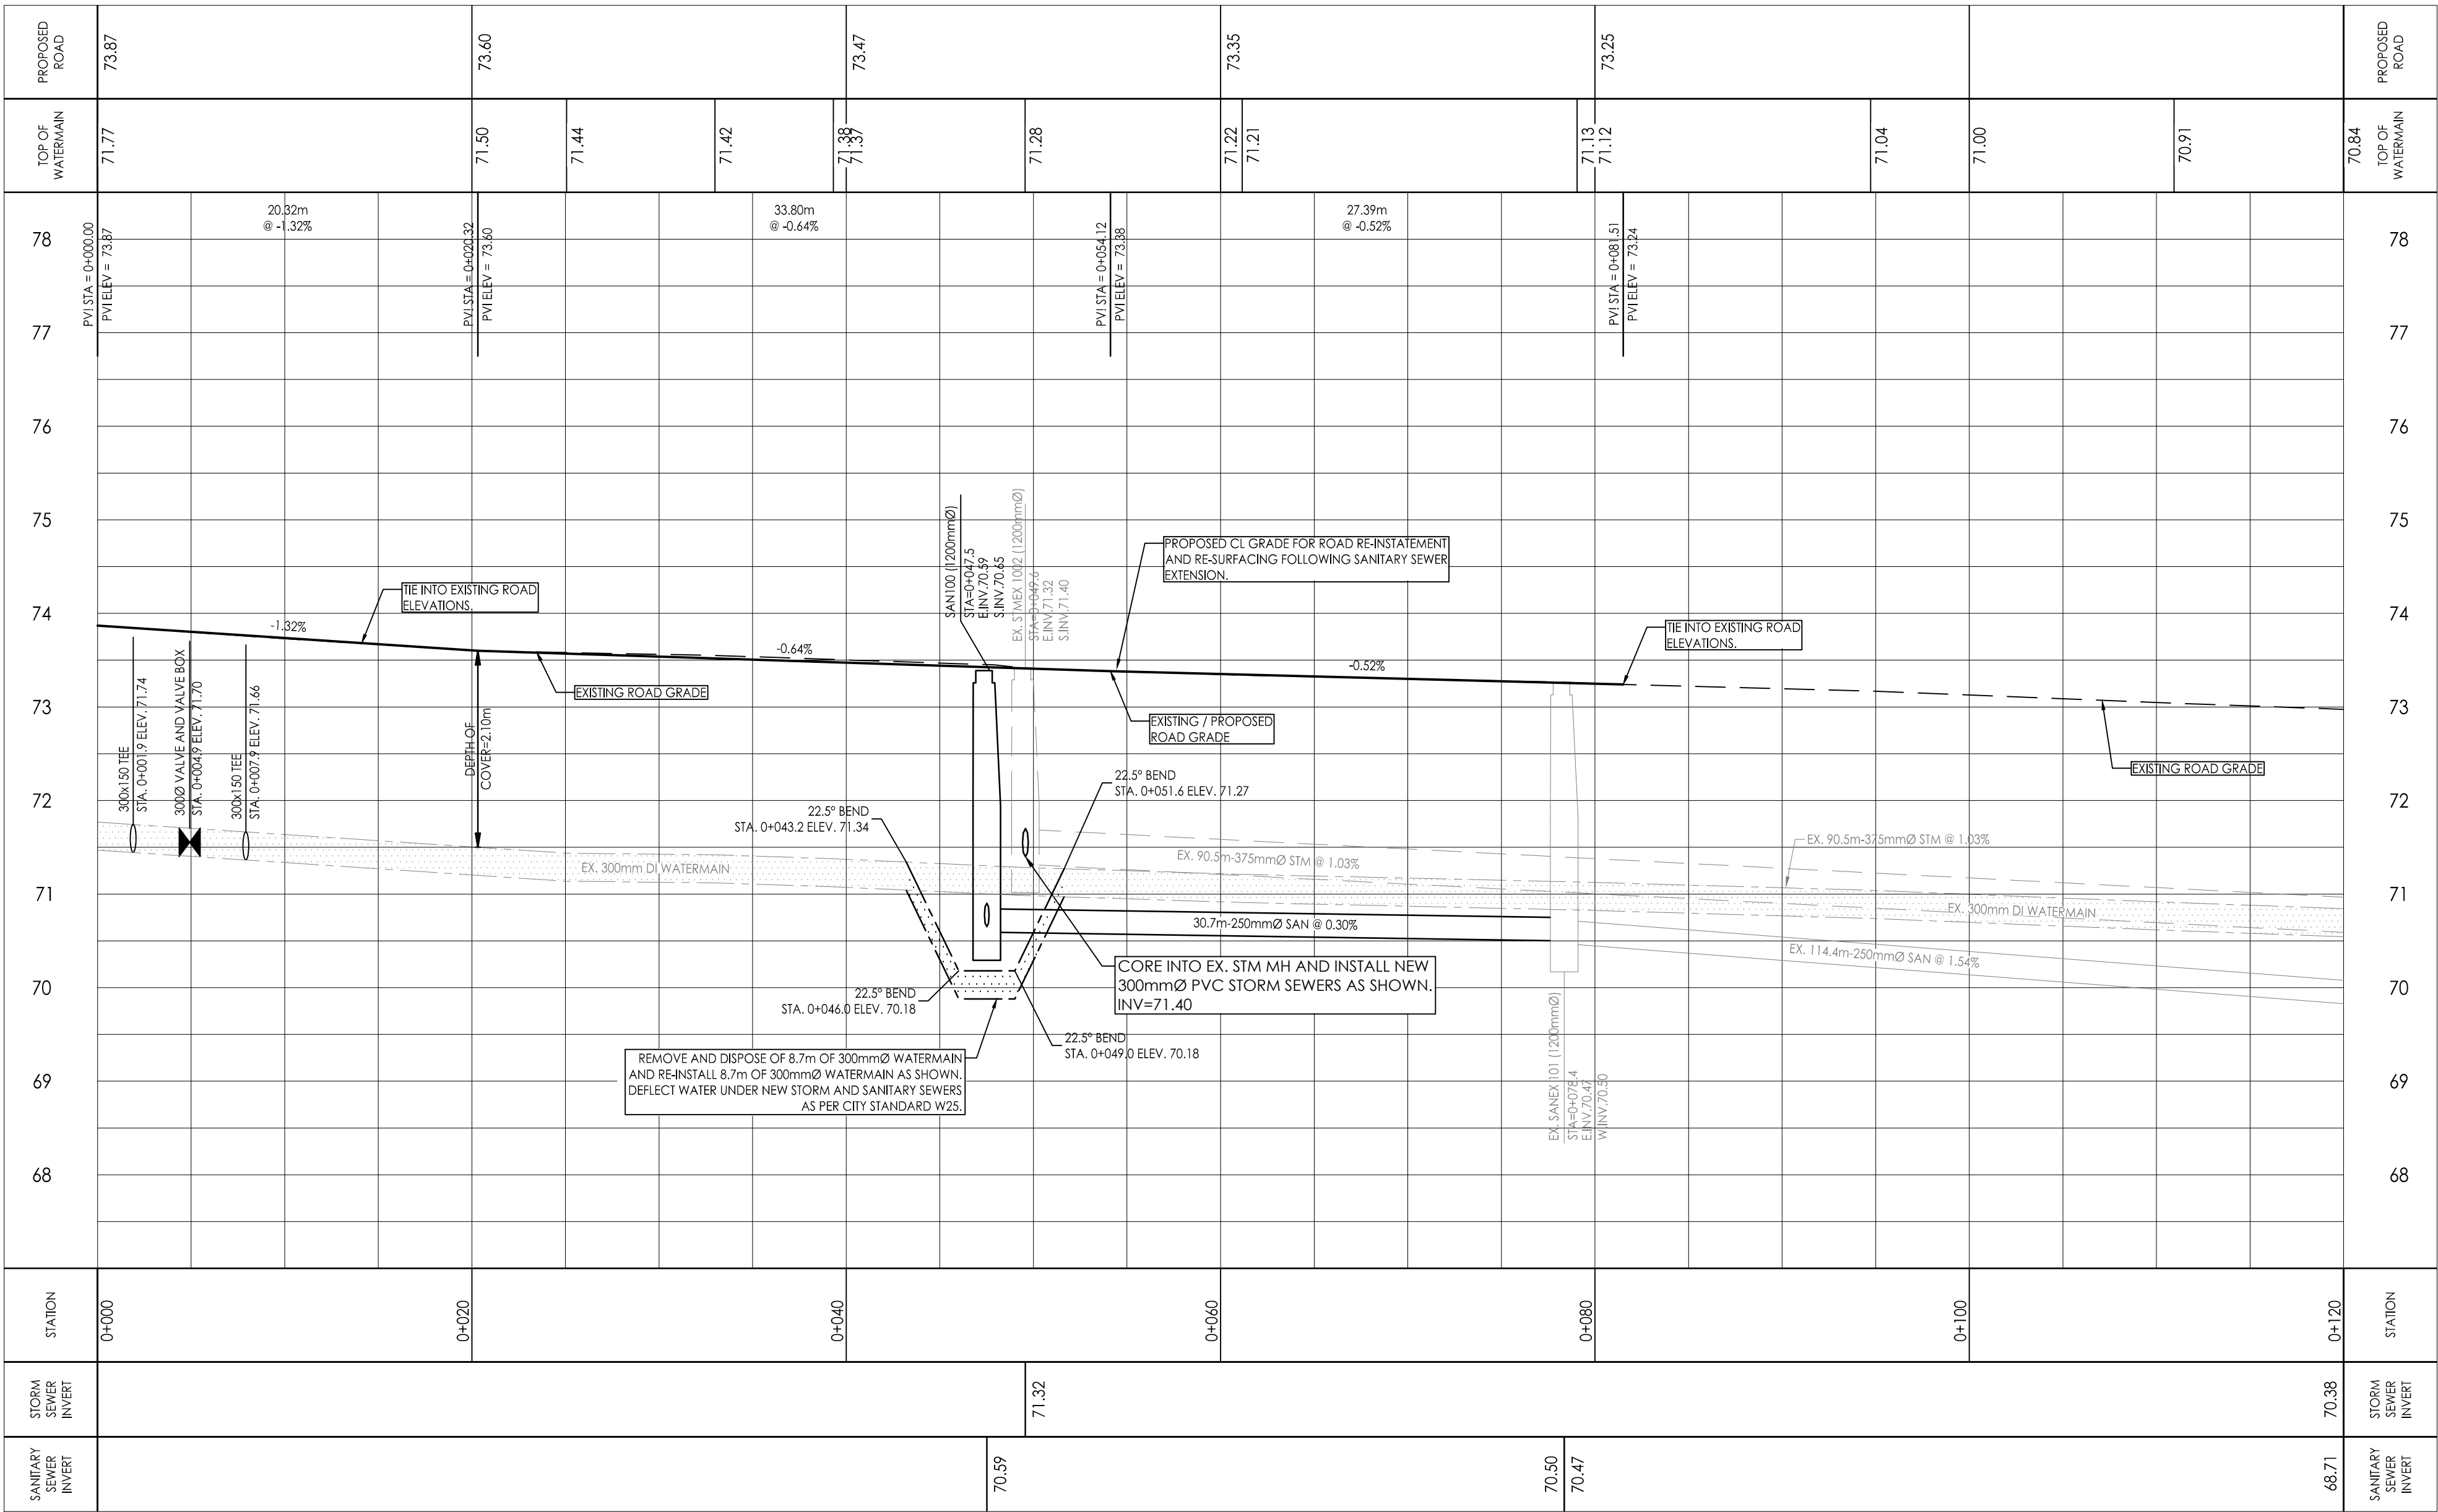 PROPOSED
ROAD
73.87
73.60
73.47
73.35
73.25
PROPOSED
ROAD
TOP OF
WATERMAIN
71.77
71.50
71.44
71.42
71.38
71.37
71.28
71.22
71.21
71.13
71.12
71.04
71.00
70.91
70.84
TOP OF
WATERMAIN
PVI STA = 0+000.00
PVI ELEV = 73.87
20.32m
@ -1.32%
PVI STA = 0+020.32
PVI ELEV = 73.60
33.80m
@ -0.64%
PVI STA = 0+054.12
PVI ELEV = 73.38
27.39m
@ -0.52%
PVI STA = 0+081.51
PVI ELEV = 73.24
78
77
76
75
74
73
72
71
70
69
68
78
77
76
75
74
73
72
71
70
69
68
SAN100 (1200mmØ)
STA=0+047.5
E.INV.70.59
S.INV.70.65
EX. STMEX 1002 (1200mmØ)
STA=0+049.6
E.INV.71.32
S.INV.71.40
PROPOSED CL GRADE FOR ROAD RE-INSTATEMENT
AND RE-SURFACING FOLLOWING SANITARY SEWER
EXTENSION.
TIE INTO EXISTING ROAD
ELEVATIONS.
-1.32%
-0.64%
-0.52%
TIE INTO EXISTING ROAD
ELEVATIONS.
EXISTING ROAD GRADE
EXISTING / PROPOSED
ROAD GRADE
EXISTING ROAD GRADE
300x150 TEE
STA. 0+001.9 ELEV. 71.74
300Ø VALVE AND VALVE BOX
STA. 0+004.9 ELEV. 71.70
300x150 TEE
STA. 0+007.9 ELEV. 71.66
DEPTH OF
COVER=2.10m
22.5° BEND
STA. 0+043.2 ELEV. 71.34
22.5° BEND
STA. 0+051.6 ELEV. 71.27
EX. 300mm DI WATERMAIN
EX. 90.5m-375mmØ STM @ 1.03%
EX. 90.5m-375mmØ STM @ 1.03%
EX. 300mm DI WATERMAIN
30.7m-250mmØ SAN @ 0.30%
EX. 114.4m-250mmØ SAN @ 1.54%
CORE INTO EX. STM MH AND INSTALL NEW
300mmØ PVC STORM SEWERS AS SHOWN.
INV=71.40
22.5° BEND
STA. 0+046.0 ELEV. 70.18
22.5° BEND
STA. 0+049.0 ELEV. 70.18
REMOVE AND DISPOSE OF 8.7m OF 300mmØ WATERMAIN
AND RE-INSTALL 8.7m OF 300mmØ WATERMAIN AS SHOWN.
DEFLECT WATER UNDER NEW STORM AND SANITARY SEWERS
AS PER CITY STANDARD W25.
EX. SANEX 101 (1200mmØ)
STA=0+078.4
E.INV.70.47
W.INV.70.50
STATION
0+000
0+020
0+040
0+060
0+080
0+100
0+120
STATION
STORM
SEWER
INVERT
71.32
70.38
STORM
SEWER
INVERT
SANITARY
SEWER
INVERT
70.59
70.50
70.47
68.71
SANITARY
SEWER
INVERT